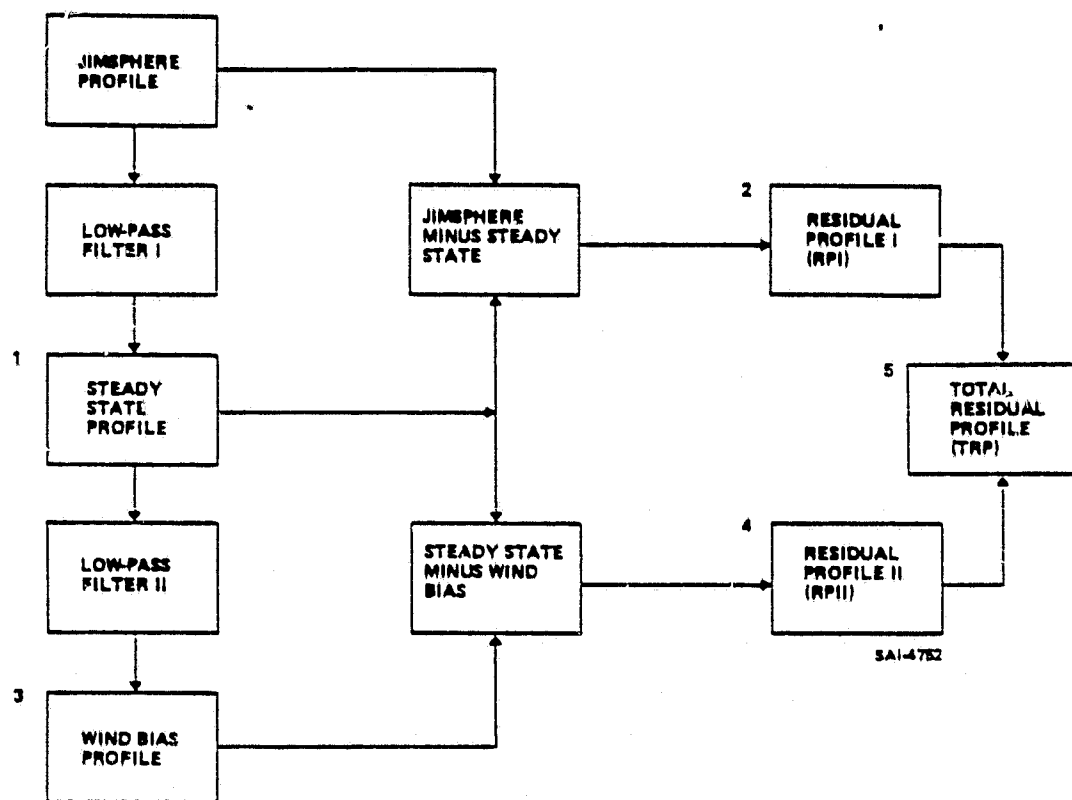 JIMSPHERE
PROFILE
LOW-PASS
FILTER I
JIMSPHERE
MINUS STEADY
STATE
2
RESIDUAL
PROFILE I
(RPI)
1
STEADY
STATE
PROFILE
5
TOTAL
RESIDUAL
PROFILE
(TRP)
LOW-PASS
FILTER II
STEADY STATE
MINUS WIND
BIAS
4
RESIDUAL
PROFILE II
(RPII)
SAI-4752
3
WIND BIAS
PROFILE